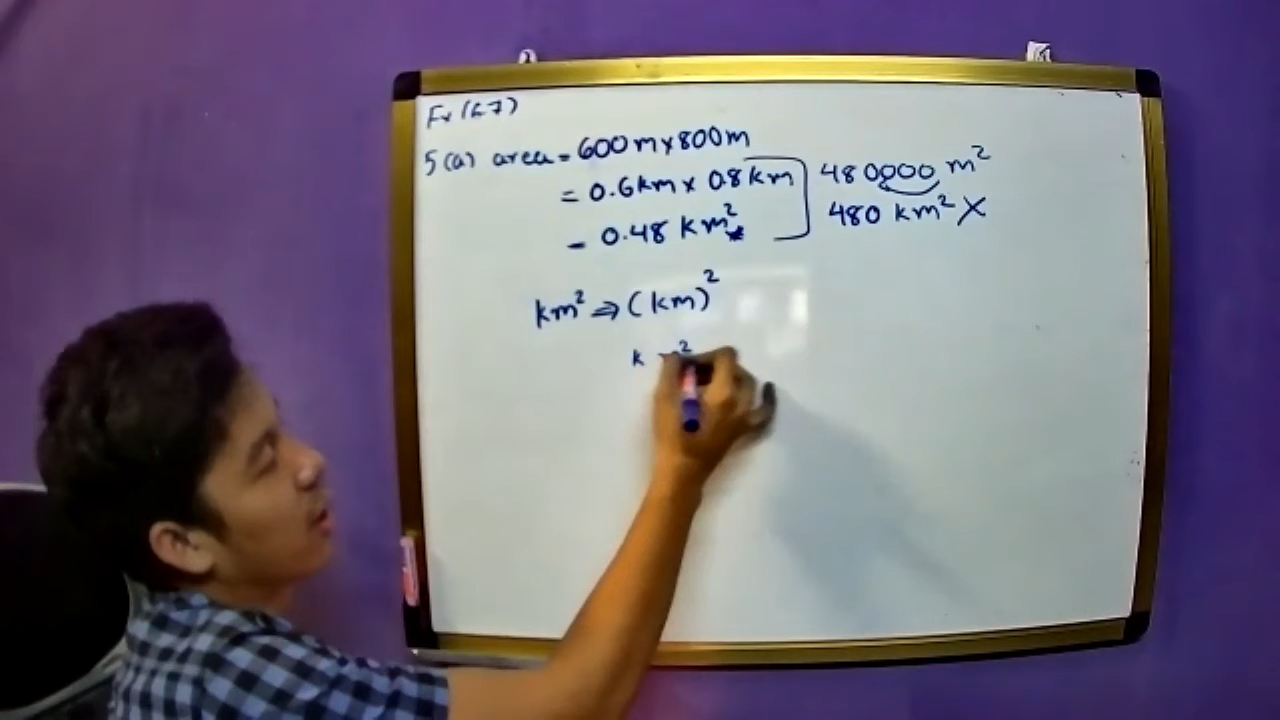 Ex (6.7)
5(a) area = 600m x 800m
= 0.6km x 0.8km
= 0.48 km²
480000 m²
480 km² X
km² ⇒ (km)²
k m²